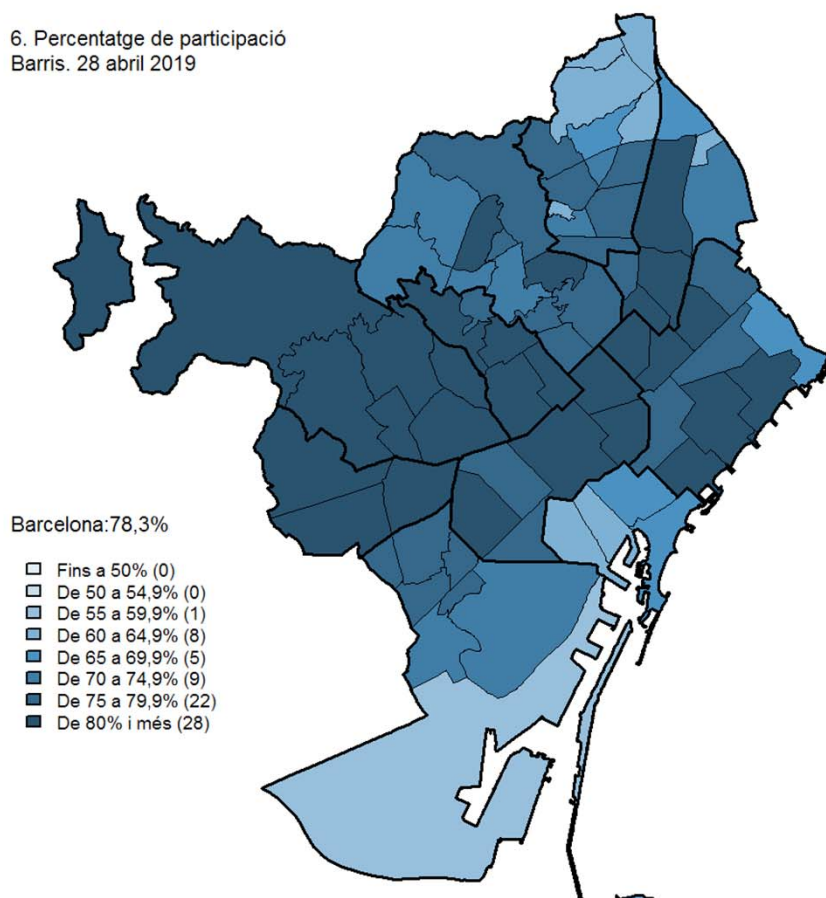 6. Percentatge de participació
Barris. 28 abril 2019
Barcelona:78,3%
Fins a 50% (0)
De 50 a 54,9% (0)
De 55 a 59,9% (1)
De 60 a 64,9% (8)
De 65 a 69,9% (5)
De 70 a 74,9% (9)
De 75 a 79,9% (22)
De 80% i més (28)